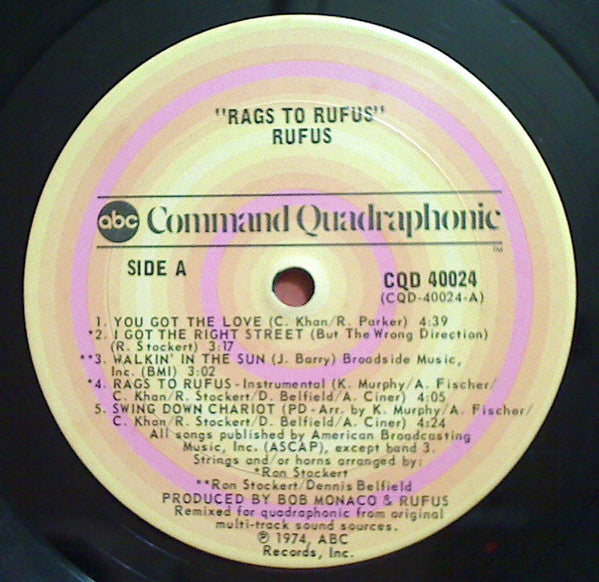 "RAGS TO RUFUS"
RUFUS
abc Command Quadraphonic
TM
SIDE A
CQD 40024
(CQD-40024-A)
1. YOU GOT THE LOVE (C. Khan/R. Parker) 4:39
*2. I GOT THE RIGHT STREET (But The Wrong Direction)
(R. Stockert) 3:17
**3. WALKIN' IN THE SUN (J. Barry) Broadside Music,
Inc. (BMI) 3:02
*4. RAGS TO RUFUS - Instrumental (K. Murphy/A. Fischer/
C. Khan/R. Stockert/D. Belfield/A. Ciner) 4:05
5. SWING DOWN CHARIOT (PD - Arr. by K. Murphy/A. Fischer/
C. Khan/R. Stockert/D. Belfield/A. Ciner) 4:24
All songs published by American Broadcasting
Music, Inc. (ASCAP), except band 3.
Strings and/or horns arranged by:
*Ron Stockert
**Ron Stockert/Dennis Belfield
PRODUCED BY BOB MONACO & RUFUS
Remixed for quadraphonic from original
multi-track sound sources.
℗ 1974, ABC
Records, Inc.